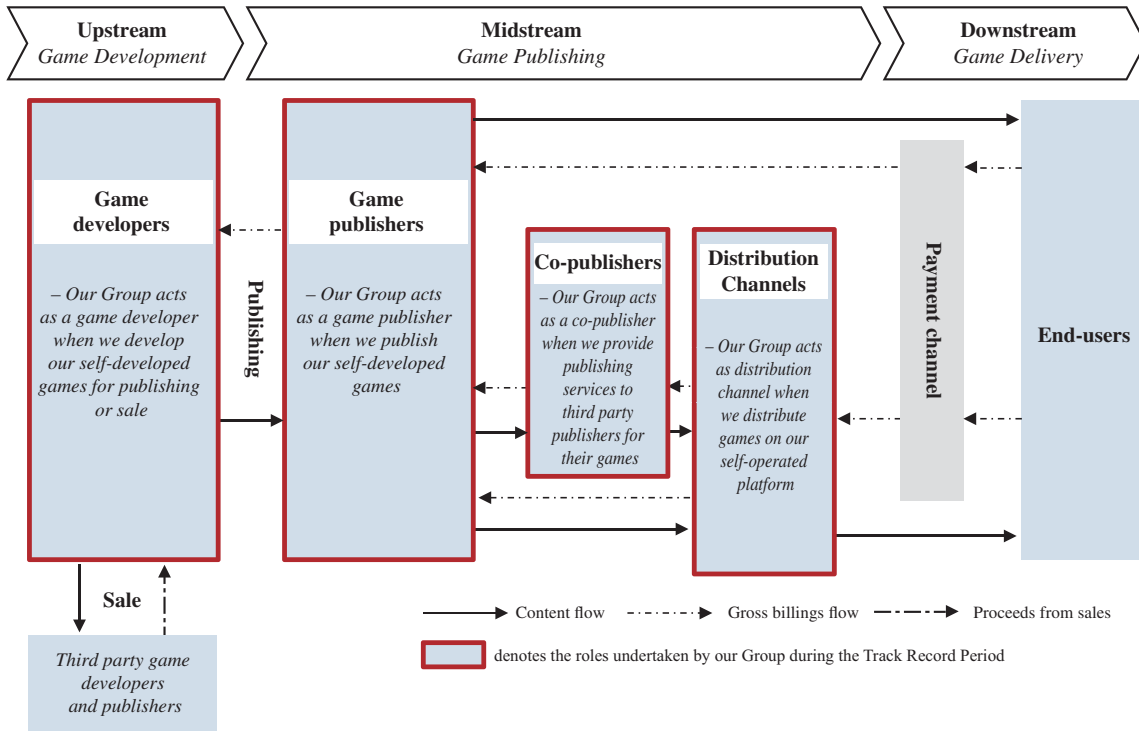 Upstream
Game Development
Midstream
Game Publishing
Downstream
Game Delivery
Game
developers
– Our Group acts
as a game developer
when we develop
our self-developed
games for publishing
or sale
Publishing
Game
publishers
– Our Group acts
as a game publisher
when we publish
our self-developed
games
Co-publishers
– Our Group acts
as a co-publisher
when we provide
publishing
services to
third party
publishers for
their games
Distribution
Channels
– Our Group acts
as distribution
channel when
we distribute
games on our
self-operated
platform
Payment channel
End-users
Sale
Third party game
developers
and publishers
Content flow
Gross billings flow
Proceeds from sales
denotes the roles undertaken by our Group during the Track Record Period